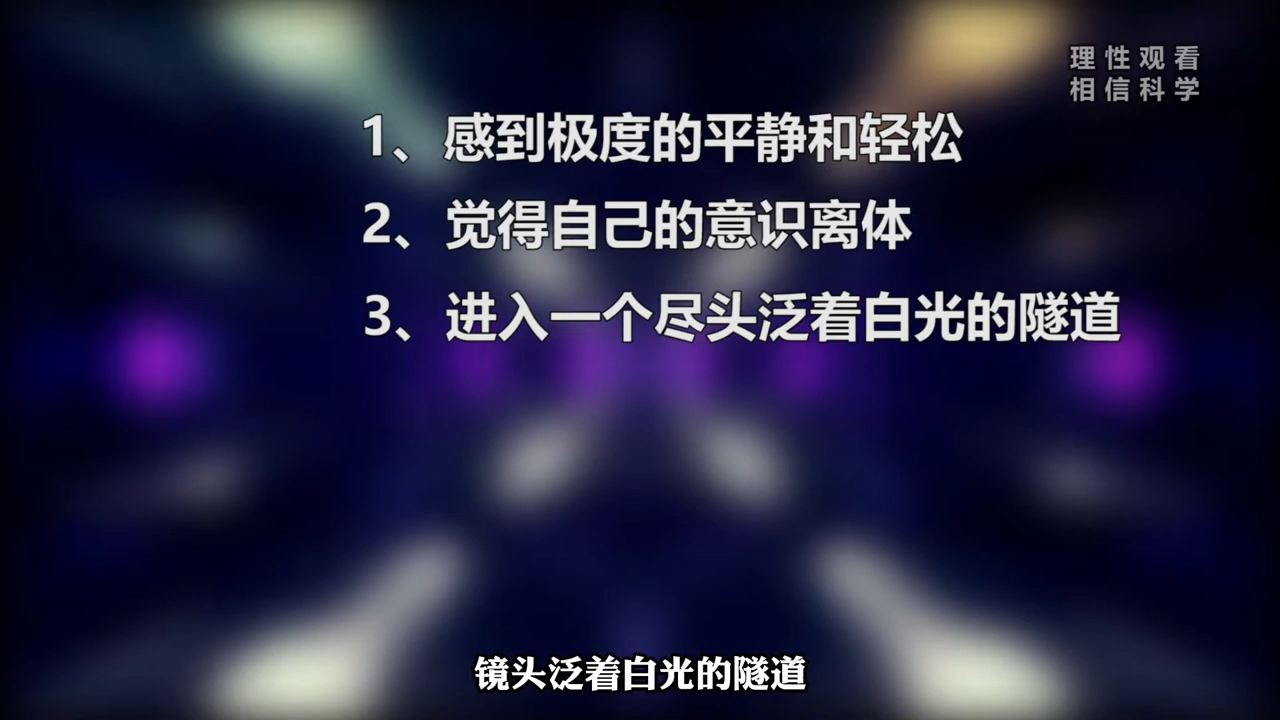 理性观看
相信科学
1、感到极度的平静和轻松
2、觉得自己的意识离体
3、进入一个尽头泛着白光的隧道
镜头泛着白光的隧道